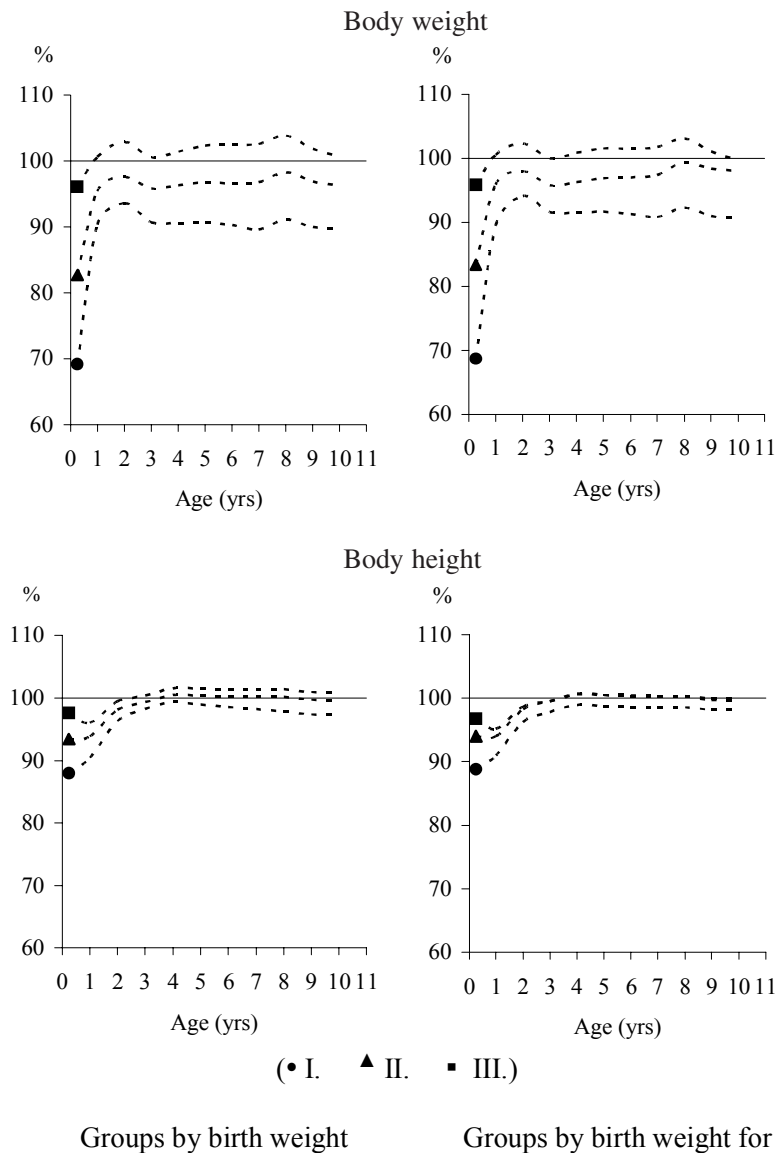 Body weight
%
110
100
90
80
70
60
0 1 2 3 4 5 6 7 8 9 10 11
Age (yrs)
110
100
90
80
70
60
0 1 2 3 4 5 6 7 8 9 10 11
Age (yrs)
Body height
%
110
100
90
80
70
60
0 1 2 3 4 5 6 7 8 9 10 11
Age (yrs)
%
110
100
90
80
70
60
0 1 2 3 4 5 6 7 8 9 10 11
Age (yrs)
(● I. ▲ II. ■ III.)
Groups by birth weight
Groups by birth weight for